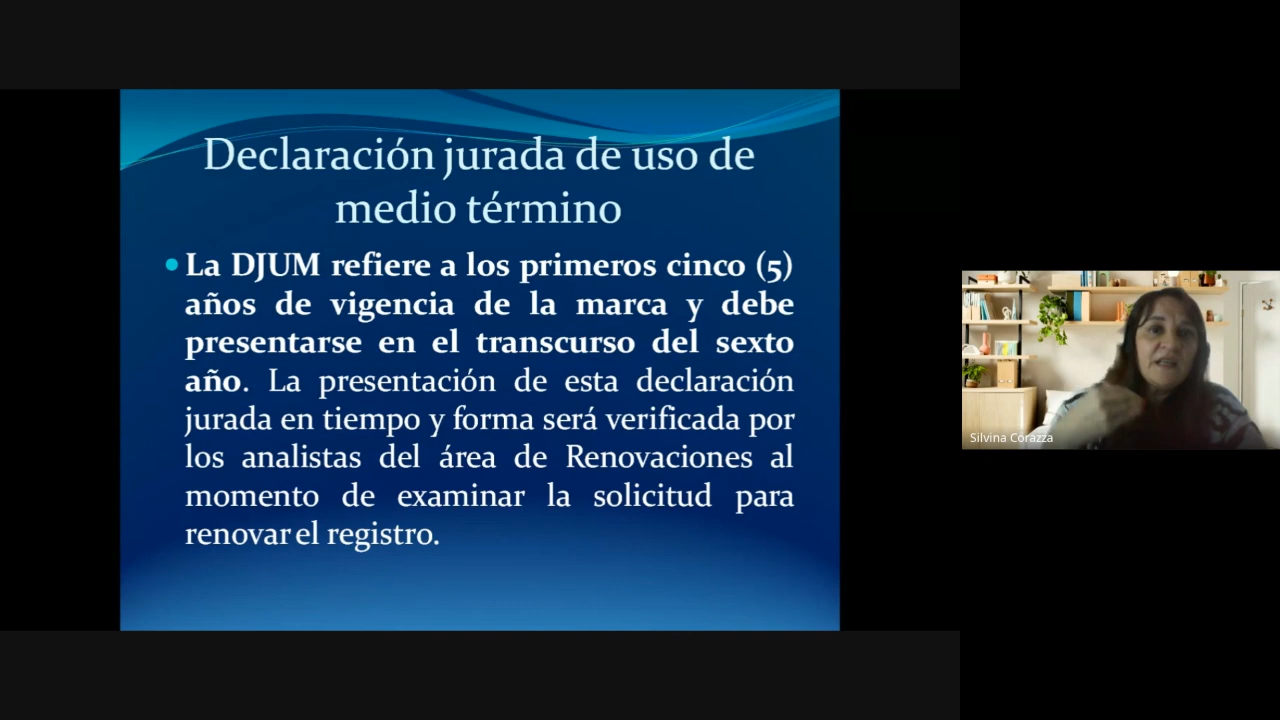 Declaración jurada de uso de
medio término
La DJUM refiere a los primeros cinco (5)
años de vigencia de la marca y debe
presentarse en el transcurso del sexto
año. La presentación de esta declaración
jurada en tiempo y forma será verificada por
los analistas del área de Renovaciones al
momento de examinar la solicitud para
renovar el registro.
Silvina Corazza